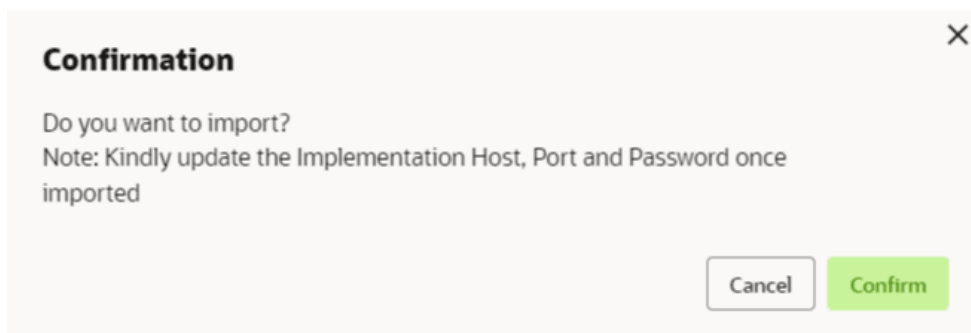 Confirmation
Do you want to import?
Note: Kindly update the Implementation Host, Port and Password once
imported
Cancel
Confirm